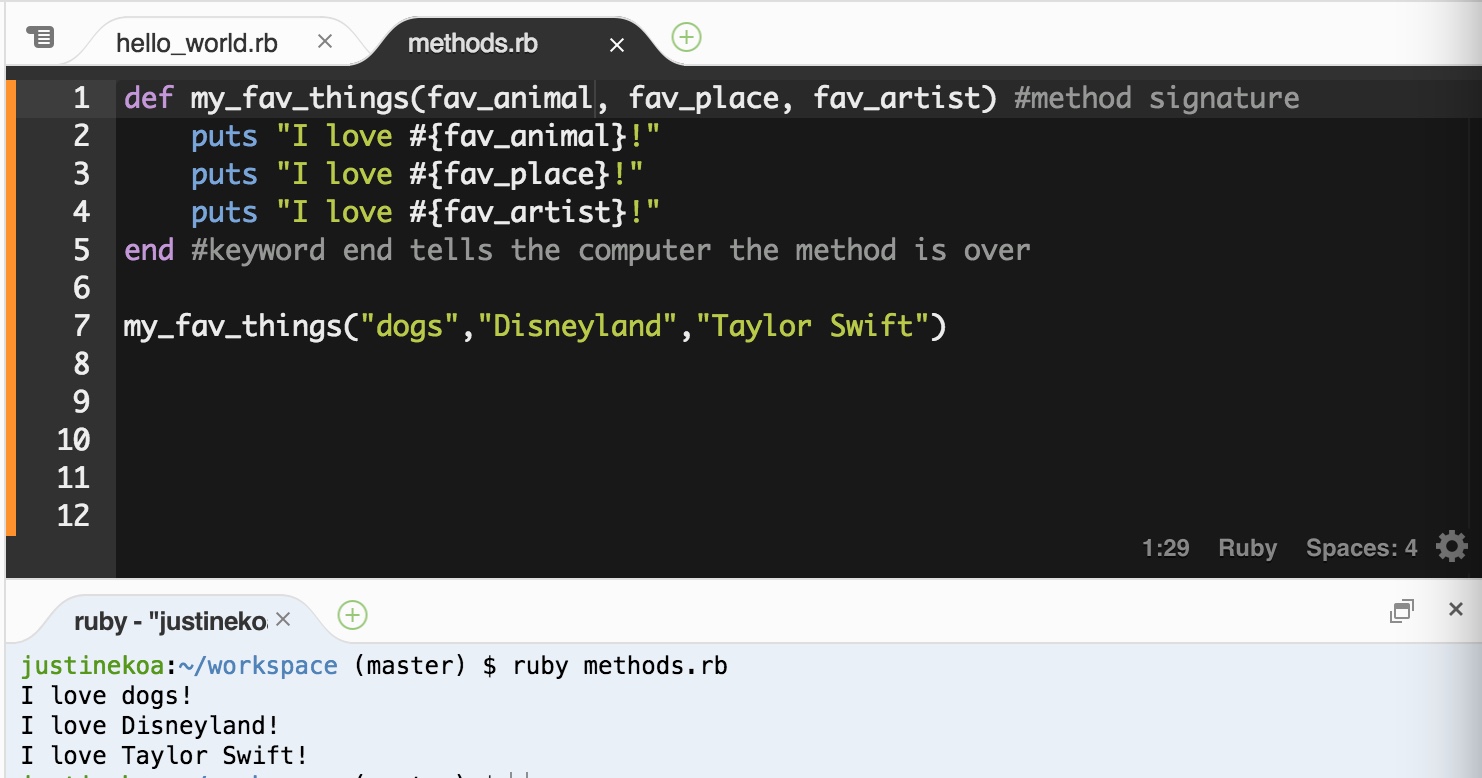 hello_world.rb × methods.rb ×
1 def my_fav_things(fav_animal, fav_place, fav_artist) #method signature
2     puts "I love #{fav_animal}!"
3     puts "I love #{fav_place}!"
4     puts "I love #{fav_artist}!"
5 end #keyword end tells the computer the method is over
6
7 my_fav_things("dogs","Disneyland","Taylor Swift")
8
9
10
11
12
1:29 Ruby Spaces: 4
ruby - "justineko
justinekoa:~/workspace (master) $ ruby methods.rb
I love dogs!
I love Disneyland!
I love Taylor Swift!